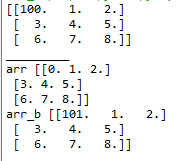 [[100.   1.   2.]
 [  3.   4.   5.]
 [  6.   7.   8.]]
__________
arr [[0. 1. 2.]
 [3. 4. 5.]
 [6. 7. 8.]]
arr_b [[101.   1.   2.]
 [  3.   4.   5.]
 [  6.   7.   8.]]